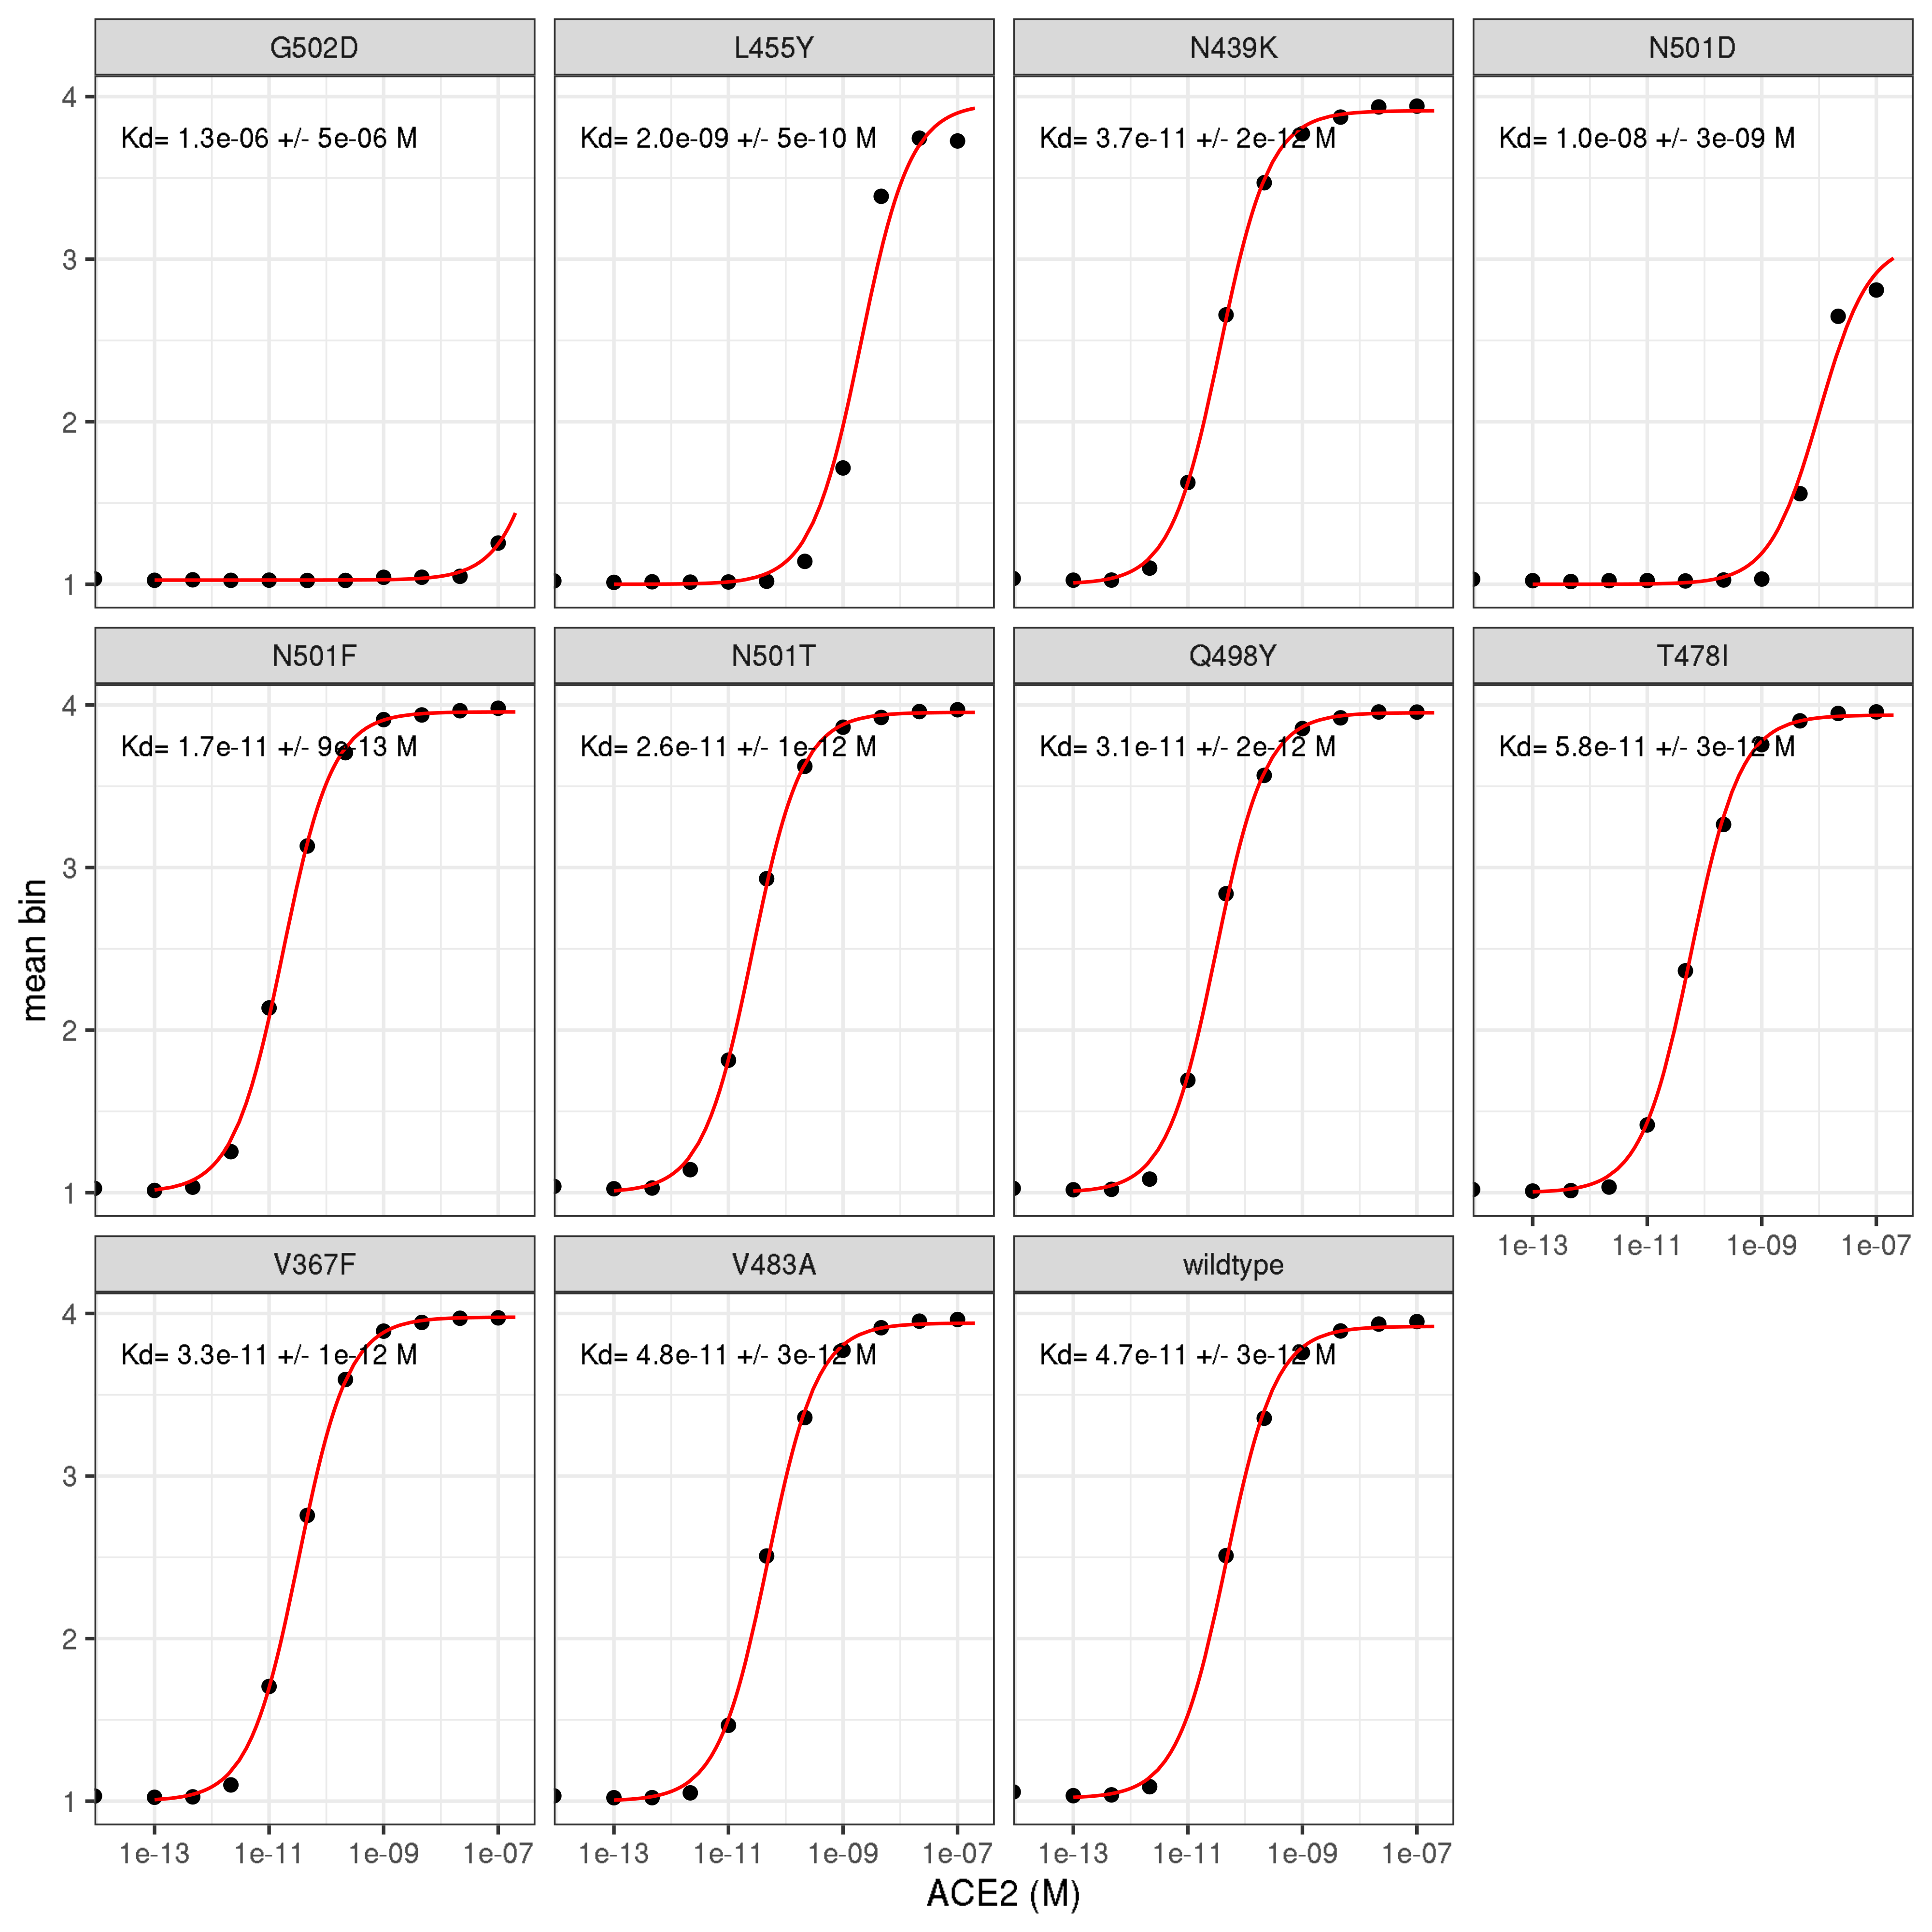 G502D L455Y N439K N501D
4
Kd= 1.3e-06 +/- 5e-06 M Kd= 2.0e-09 +/- 5e-10 M Kd= 3.7e-11 +/- 2e-12 M Kd= 1.0e-08 +/- 3e-09 M
3
2
1
N501F N501T Q498Y T478I
4
Kd= 1.7e-11 +/- 9e-13 M Kd= 2.6e-11 +/- 1e-12 M Kd= 3.1e-11 +/- 2e-12 M Kd= 5.8e-11 +/- 3e-12 M
3
mean bin
2
1
1e-13 1e-11 1e-09 1e-07
V367F V483A wildtype
4
Kd= 3.3e-11 +/- 1e-12 M Kd= 4.8e-11 +/- 3e-12 M Kd= 4.7e-11 +/- 3e-12 M
3
2
1
1e-13 1e-11 1e-09 1e-07 1e-13 1e-11 1e-09 1e-07 1e-13 1e-11 1e-09 1e-07
ACE2 (M)